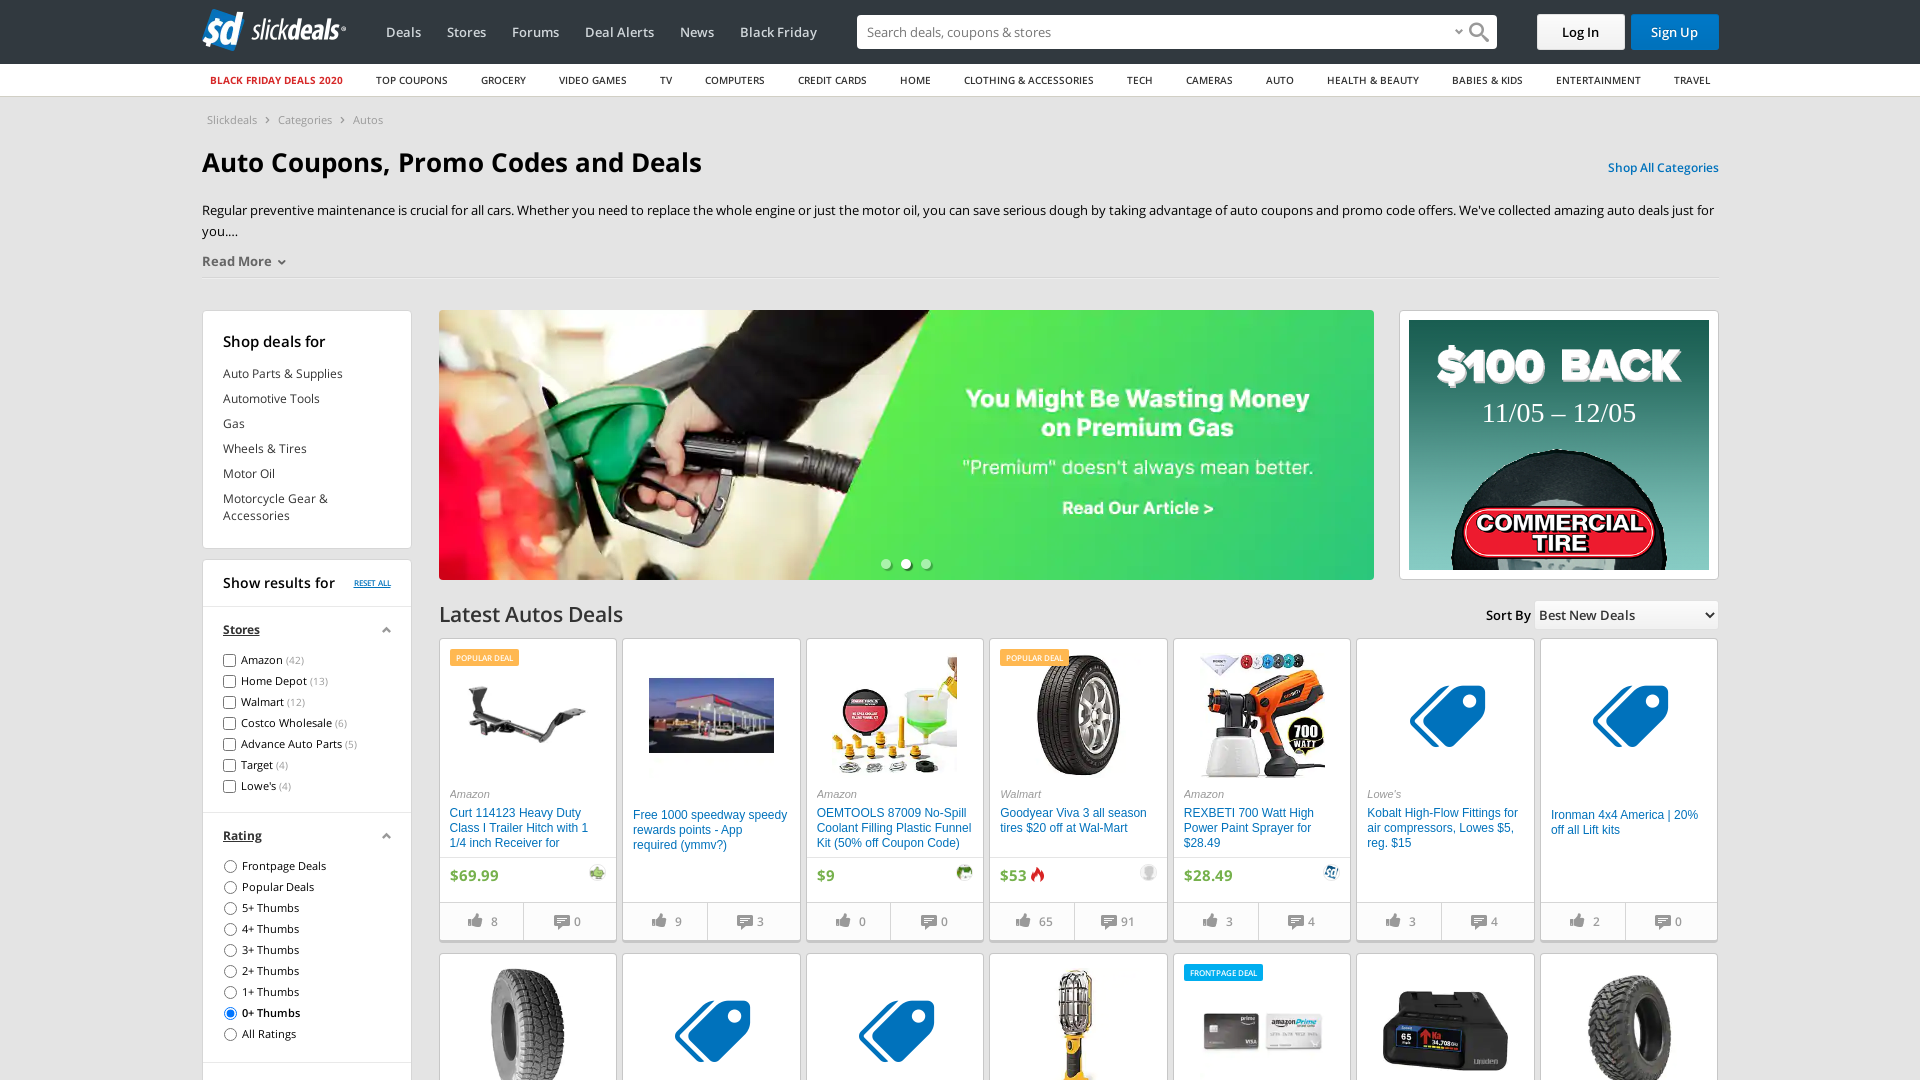 slickdeals
Deals
Stores
Forums
Deal Alerts
News
Black Friday
Search deals, coupons & stores
Log In
Sign Up
BLACK FRIDAY DEALS 2020
TOP COUPONS
GROCERY
VIDEO GAMES
TV
COMPUTERS
CREDIT CARDS
HOME
CLOTHING & ACCESSORIES
TECH
CAMERAS
AUTO
HEALTH & BEAUTY
BABIES & KIDS
ENTERTAINMENT
TRAVEL
Slickdeals > Categories > Autos
Auto Coupons, Promo Codes and Deals
Shop All Categories
Regular preventive maintenance is crucial for all cars. Whether you need to replace the whole engine or just the motor oil, you can save serious dough by taking advantage of auto coupons and promo code offers. We've collected amazing auto deals just for
you....
Read More
Shop deals for
Auto Parts & Supplies
Automotive Tools
Gas
Wheels & Tires
Motor Oil
Motorcycle Gear &
Accessories
Show results for
RESET ALL
Stores
Amazon (42)
Home Depot (13)
Walmart (12)
Costco Wholesale (6)
Advance Auto Parts (5)
Target (4)
Lowe's (4)
Rating
Frontpage Deals
Popular Deals
5+ Thumbs
4+ Thumbs
3+ Thumbs
2+ Thumbs
1+ Thumbs
0+ Thumbs
All Ratings
You Might Be Wasting Money
on Premium Gas
"Premium" doesn't always mean better.
Read Our Article >
$100 BACK
11/05 – 12/05
COMMERCIAL
TIRE
Latest Autos Deals
Sort By
Best New Deals
POPULAR DEAL
Amazon
Curt 114123 Heavy Duty
Class I Trailer Hitch with 1
1/4 inch Receiver for
$69.99
8
0
Free 1000 speedway speedy
rewards points - App
required (ymmv?)
9
3
Amazon
OEMTOOLS 87009 No-Spill
Coolant Filling Plastic Funnel
Kit (50% off Coupon Code)
$9
0
0
POPULAR DEAL
Walmart
Goodyear Viva 3 all season
tires $20 off at Wal-Mart
$53
65
91
700
WATT
Amazon
REXBETI 700 Watt High
Power Paint Sprayer for
$28.49
$28.49
3
4
Lowe's
Kobalt High-Flow Fittings for
air compressors, Lowes $5,
reg. $15
3
4
Ironman 4x4 America | 20%
off all Lift kits
2
0
FRONTPAGE DEAL
prime
VISA
amazonPrime
65
Ka
34.708
uniden